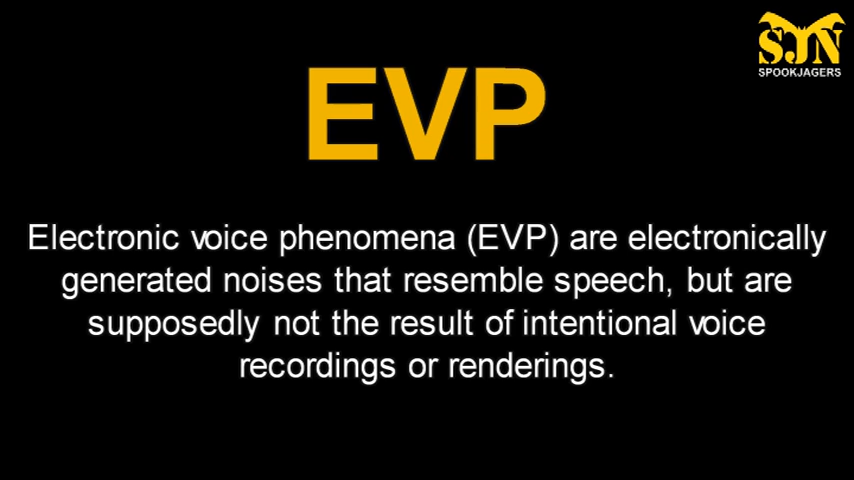 SJN
SPOOKJAGERS
EVP
Electronic voice phenomena (EVP) are electronically
generated noises that resemble speech, but are
supposedly not the result of intentional voice
recordings or renderings.